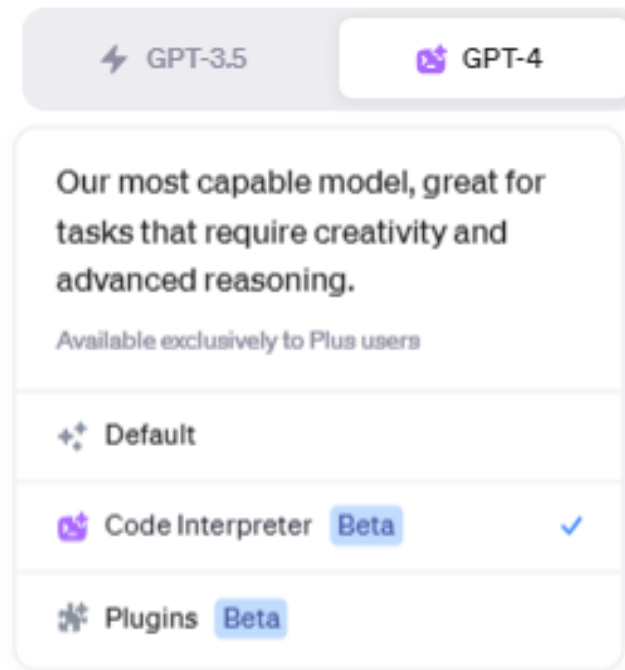 GPT-3.5
GPT-4
Our most capable model, great for
tasks that require creativity and
advanced reasoning.
Available exclusively to Plus users
Default
Code Interpreter Beta
Plugins Beta